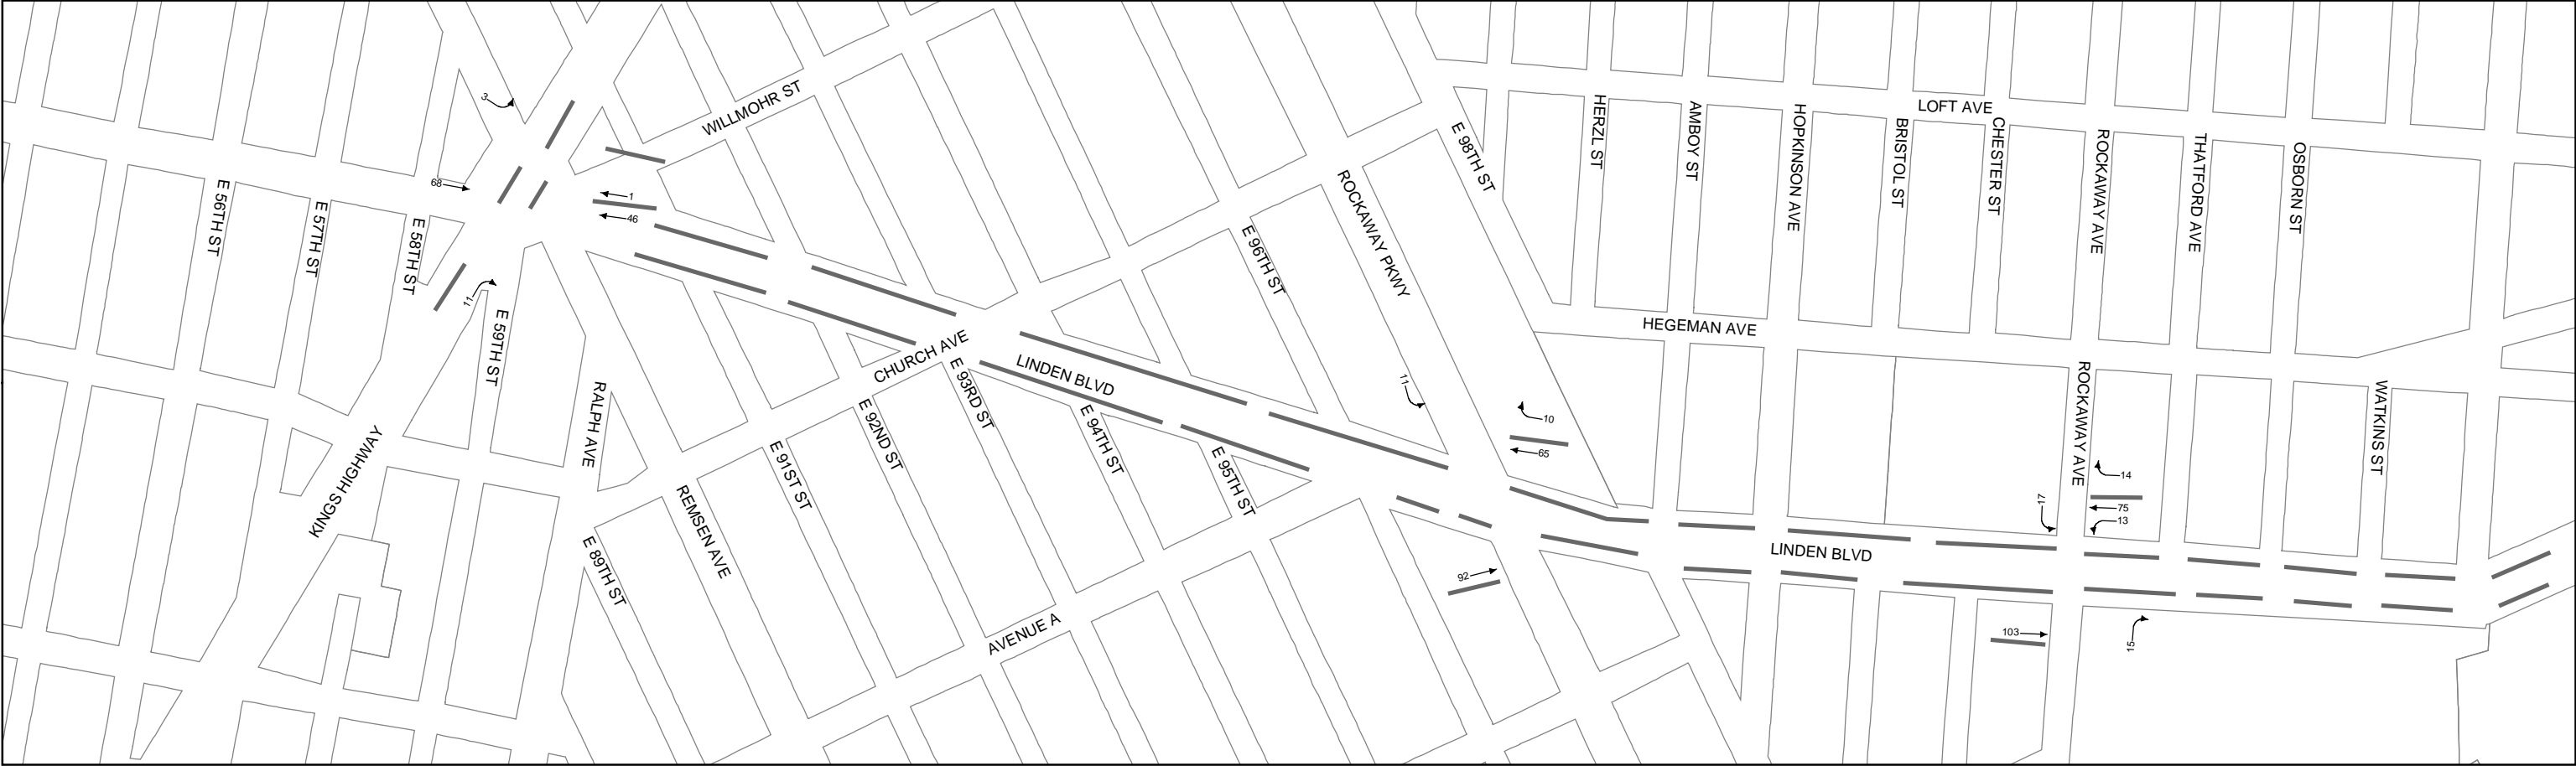 3
WILLMOHR ST
68
1
46
E 56TH ST
E 57TH ST
E 58TH ST
11
E 59TH ST
KINGS HIGHWAY
RALPH AVE
E 89TH ST
REMSEN AVE
E 91ST ST
E 92ND ST
CHURCH AVE
E 93RD ST
LINDEN BLVD
E 94TH ST
E 95TH ST
AVENUE A
E 96TH ST
ROCKAWAY PKWY
11
E 98TH ST
10
65
92
HERZL ST
AMBOY ST
HOPKINSON AVE
BRISTOL ST
LOFT AVE
CHESTER ST
ROCKAWAY AVE
THATFORD AVE
OSBORN ST
HEGEMAN AVE
ROCKAWAY AVE
WATKINS ST
LINDEN BLVD
17
14
75
13
103
15